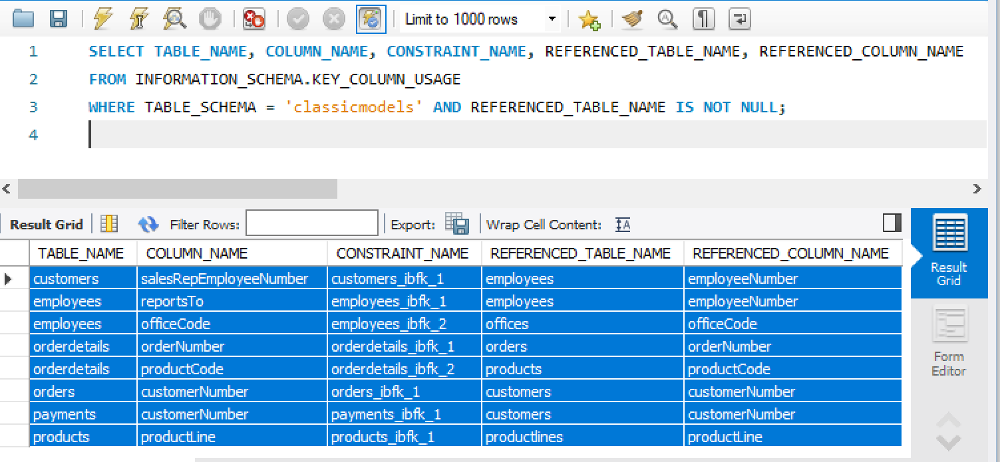 Limit to 1000 rows
1 SELECT TABLE_NAME, COLUMN_NAME, CONSTRAINT_NAME, REFERENCED_TABLE_NAME, REFERENCED_COLUMN_NAME
2 FROM INFORMATION_SCHEMA.KEY_COLUMN_USAGE
3 WHERE TABLE_SCHEMA = 'classicmodels' AND REFERENCED_TABLE_NAME IS NOT NULL;
4
Result Grid Filter Rows: Export: Wrap Cell Content: IA
TABLE_NAME COLUMN_NAME CONSTRAINT_NAME REFERENCED_TABLE_NAME REFERENCED_COLUMN_NAME
customers salesRepEmployeeNumber customers_ibfk_1 employees employeeNumber
employees reportsTo employees_ibfk_1 employees employeeNumber
employees officeCode employees_ibfk_2 offices officeCode
orderdetails orderNumber orderdetails_ibfk_1 orders orderNumber
orderdetails productCode orderdetails_ibfk_2 products productCode
orders customerNumber orders_ibfk_1 customers customerNumber
payments customerNumber payments_ibfk_1 customers customerNumber
products productLine products_ibfk_1 productlines productLine
Result
Grid
Form
Editor